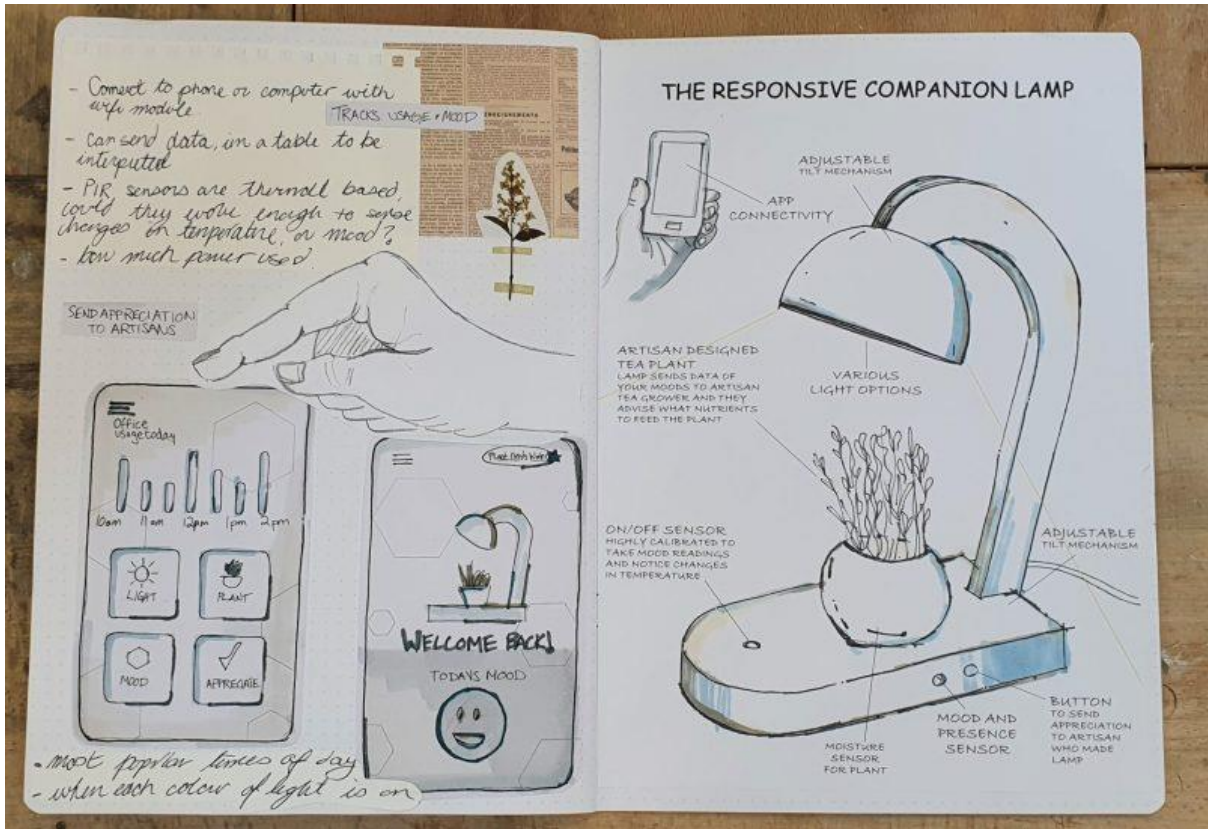 - Connect to phone or computer with
wifi module
- can send data, in a table to be
interpited
- PIR sensors are thermall based,
could they evolve enough to sense
changes in temperature, or mood?
- how much power used
TRACKS USAGE + MOOD
SEND APPRECIATION
TO ARTISANS
Office
usage today
10am 11am 12pm 1pm 2pm
LIGHT
PLANT
MOOD
APPREGATE
WELCOME BACK!
TODAYS MOOD
• most popular times of day
- when each colour of light is on
THE RESPONSIVE COMPANION LAMP
ADJUSTABLE
TILT MECHANISM
APP
CONNECTIVITY
ARTISAN DESIGNED
TEA PLANT
LAMP SENDS DATA OF
YOUR MOODS TO ARTISAN
TEA GROWER AND THEY
ADVISE WHAT NUTRIENTS
TO FEED THE PLANT
VARIOUS
LIGHT OPTIONS
ON/OFF SENSOR
HIGHLY CALIBRATED TO
TAKE MOOD READINGS
AND NOTICE CHANGES
IN TEMPERATURE
ADJUSTABLE
TILT MECHANISM
MOISTURE
SENSOR
FOR PLANT
MOOD AND
PRESENCE
SENSOR
BUTTON
TO SEND
APPRECIATION
TO ARTISAN
WHO MADE
LAMP